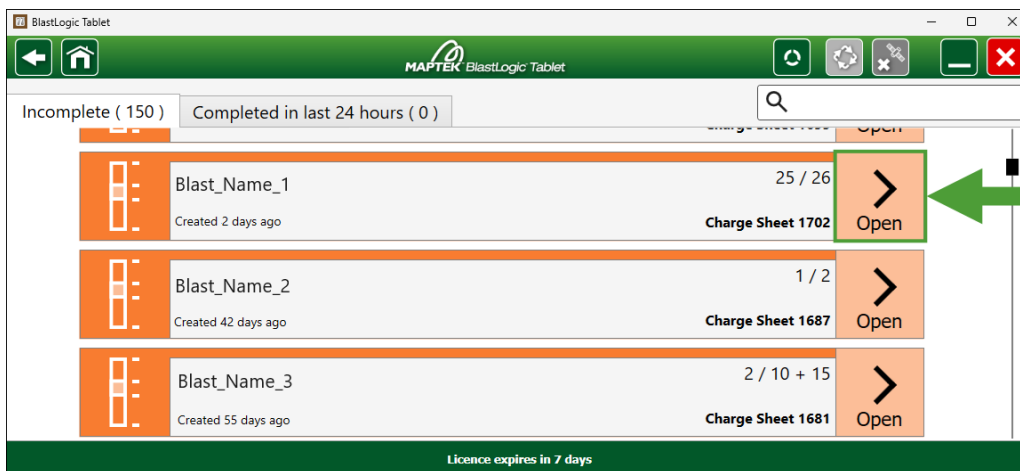 BlastLogic Tablet
MAPTEK BlastLogic Tablet
Incomplete ( 150 )
Completed in last 24 hours ( 0 )
Open
Blast_Name_1
25 / 26
Created 2 days ago
Charge Sheet 1702
Open
Blast_Name_2
1 / 2
Created 42 days ago
Charge Sheet 1687
Open
Blast_Name_3
2 / 10 + 15
Created 55 days ago
Charge Sheet 1681
Open
Licence expires in 7 days